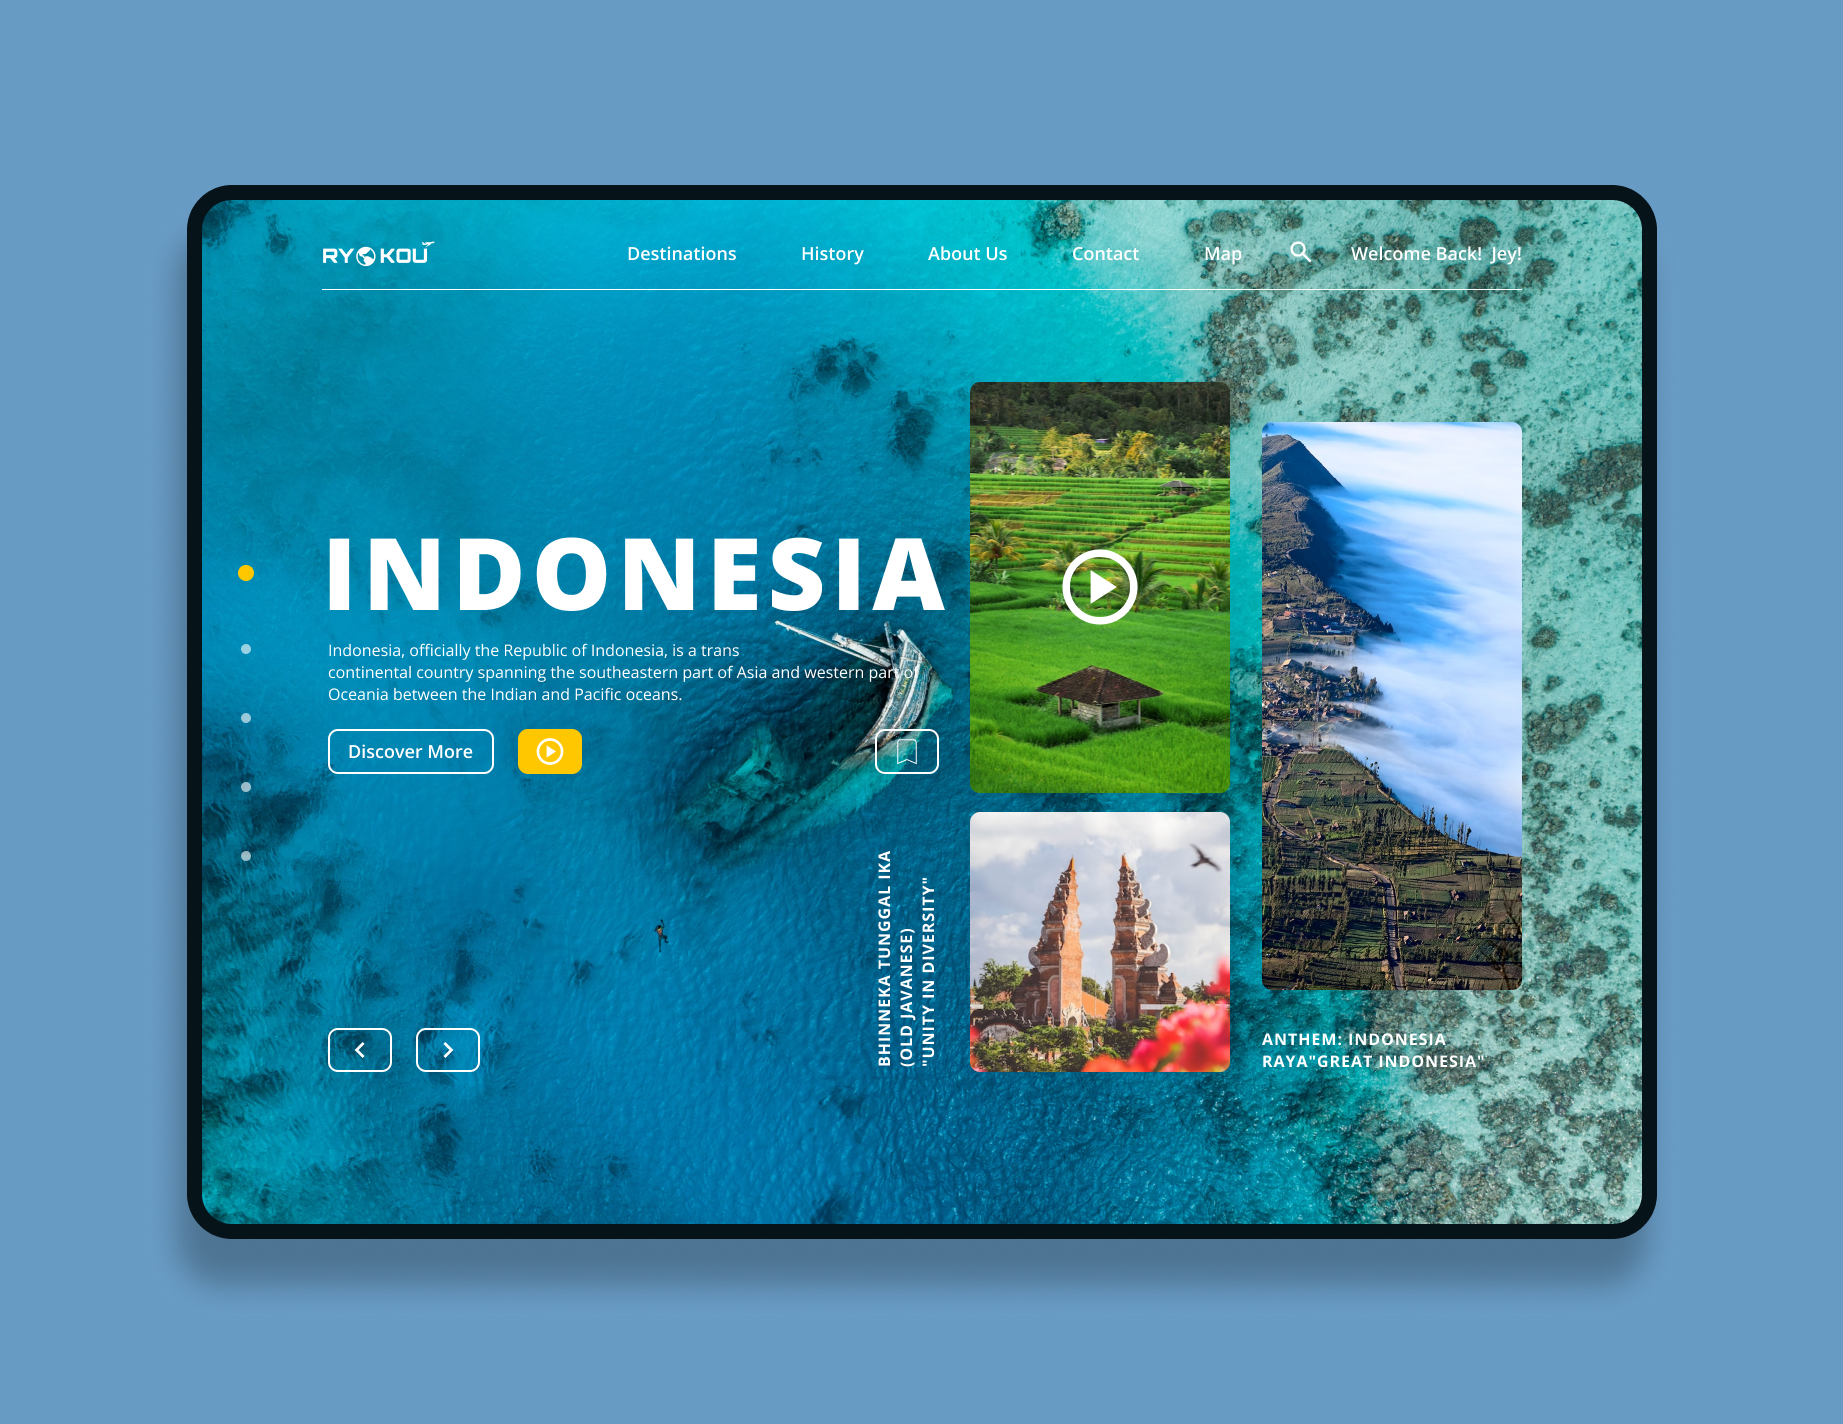 RYOKOU
Destinations
History
About Us
Contact
Map
Welcome Back! Jey!
INDONESIA
Indonesia, officially the Republic of Indonesia, is a trans
continental country spanning the southeastern part of Asia and western part of
Oceania between the Indian and Pacific oceans.
Discover More
BHINNEKA TUNGGAL IKA
(OLD JAVANESE)
"UNITY IN DIVERSITY"
ANTHEM: INDONESIA
RAYA"GREAT INDONESIA"